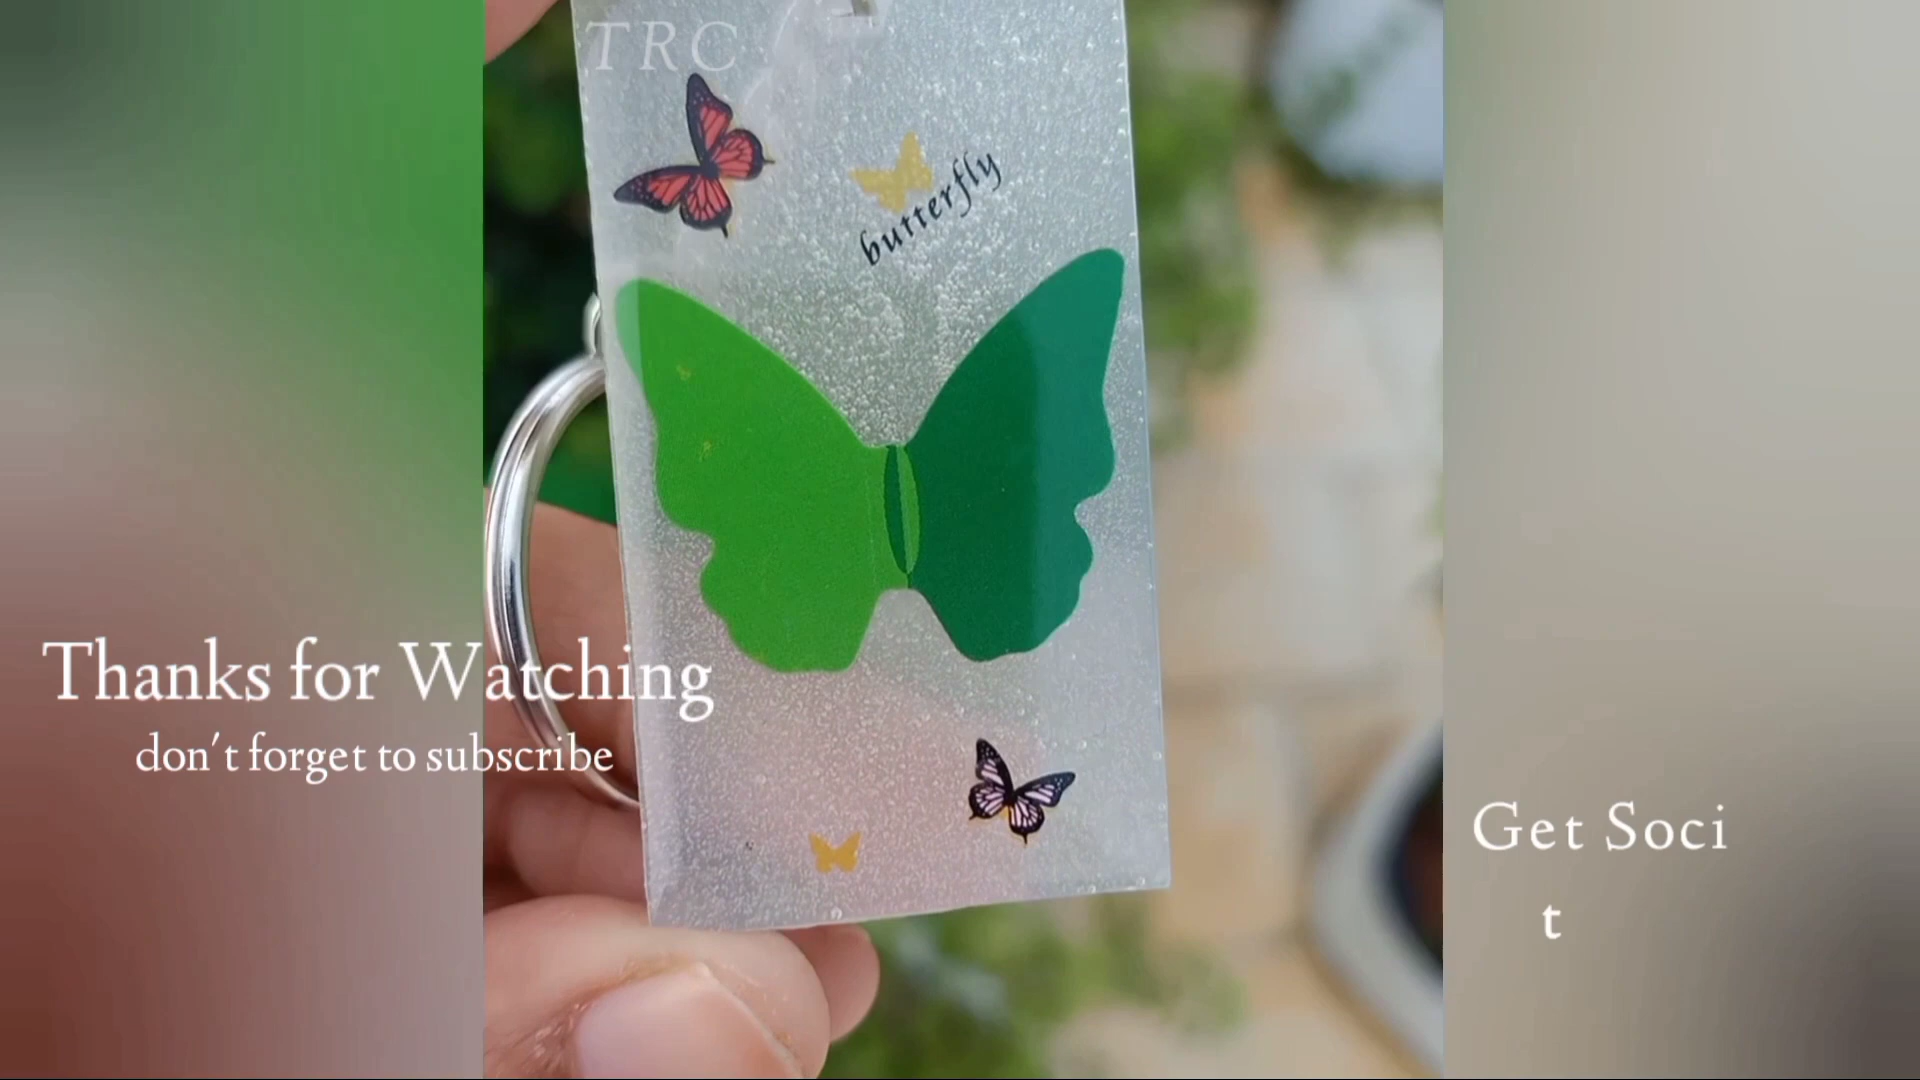 TRC
butterfly
Thanks for Watching
don't forget to subscribe
Get Soci
t